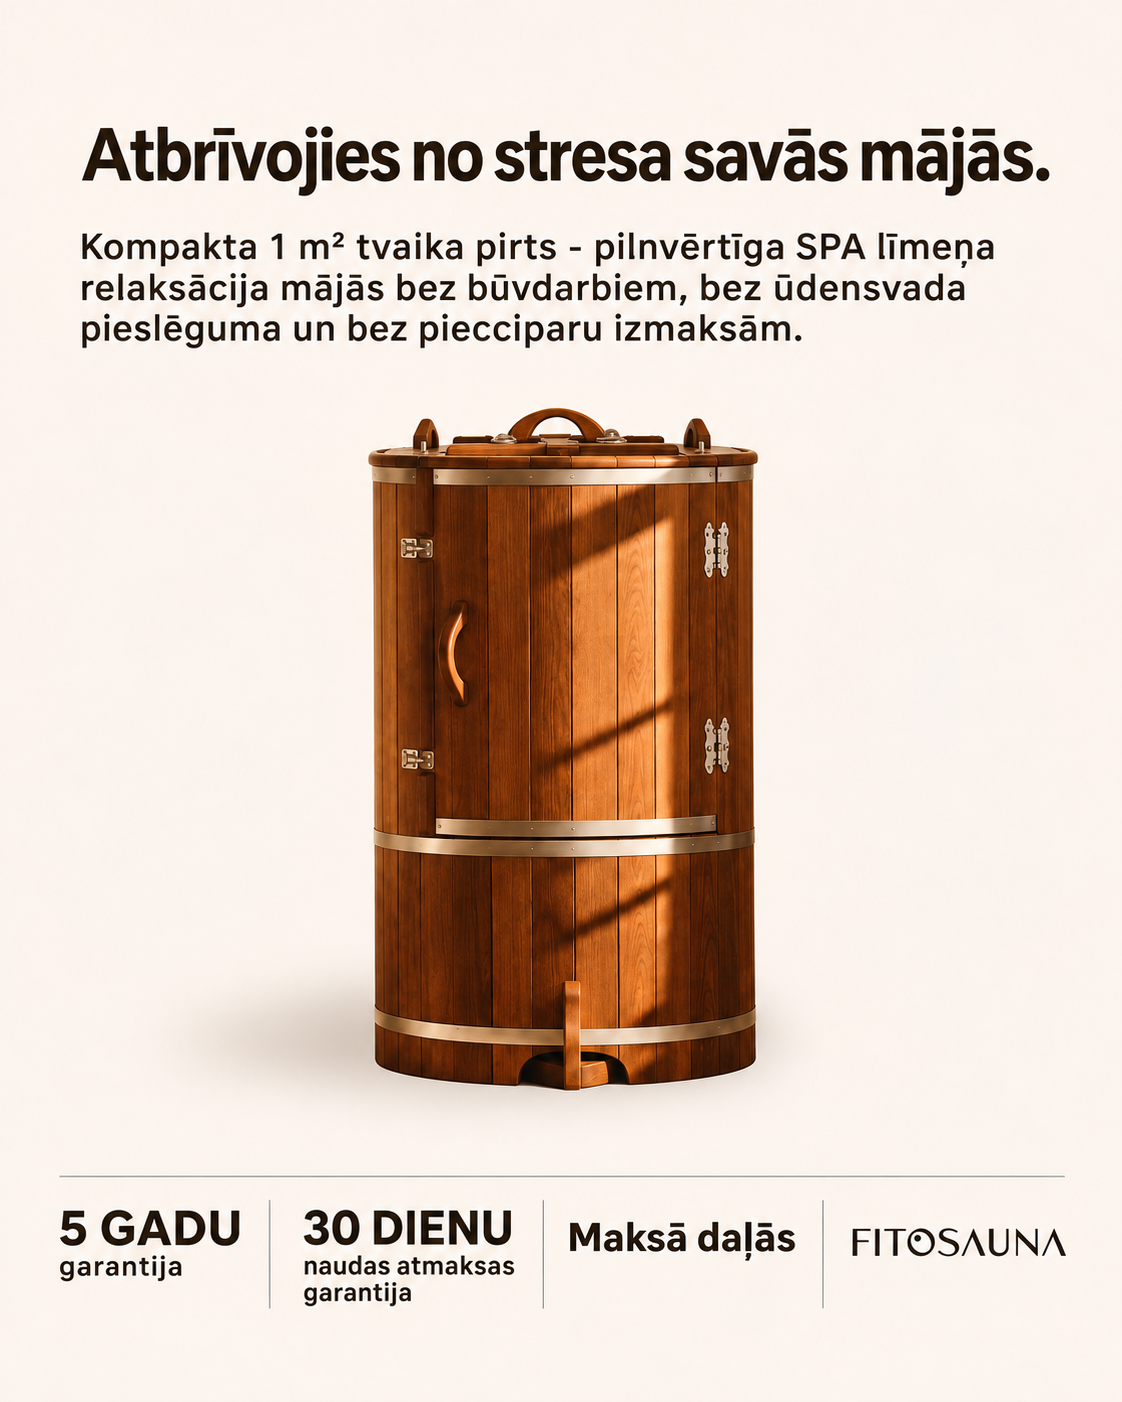 Atbrīvojies no stresa savās mājās.
Kompakta 1 m² tvaika pirts - pilnvērtīga SPA līmeņa
relaksācija mājās bez būvdarbiem, bez ūdensvada
pieslēguma un bez piecciparu izmaksām.
5 GADU
garantija
30 DIENU
naudas atmaksas
garantija
Maksā daļās
FITOSAUNA